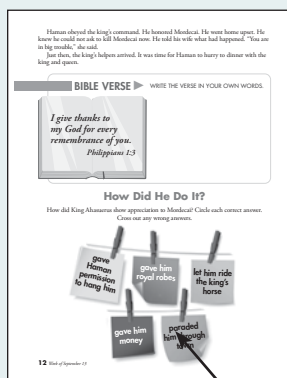 Haman obeyed the king's command. He honored Mordecai. He went home upset. He
knew he could not ask to kill Mordecai now. He told his wife what had happened. "You are
in big trouble," she said.
Just then, the king's helpers arrived. It was time for Haman to hurry to dinner with the
king and queen.
BIBLE VERSE
WRITE THE VERSE IN YOUR OWN WORDS.
I give thanks to
my God for every
remembrance of you.
Philippians 1:3
How Did He Do It?
How did King Ahasuerus show appreciation to Mordecai? Circle each correct answer.
Cross out any wrong answers.
gave
Haman
permission
to hang him
gave him
royal robes
let him ride
the king's
horse
gave him
money
paraded
him through
town
12 Week of September 13